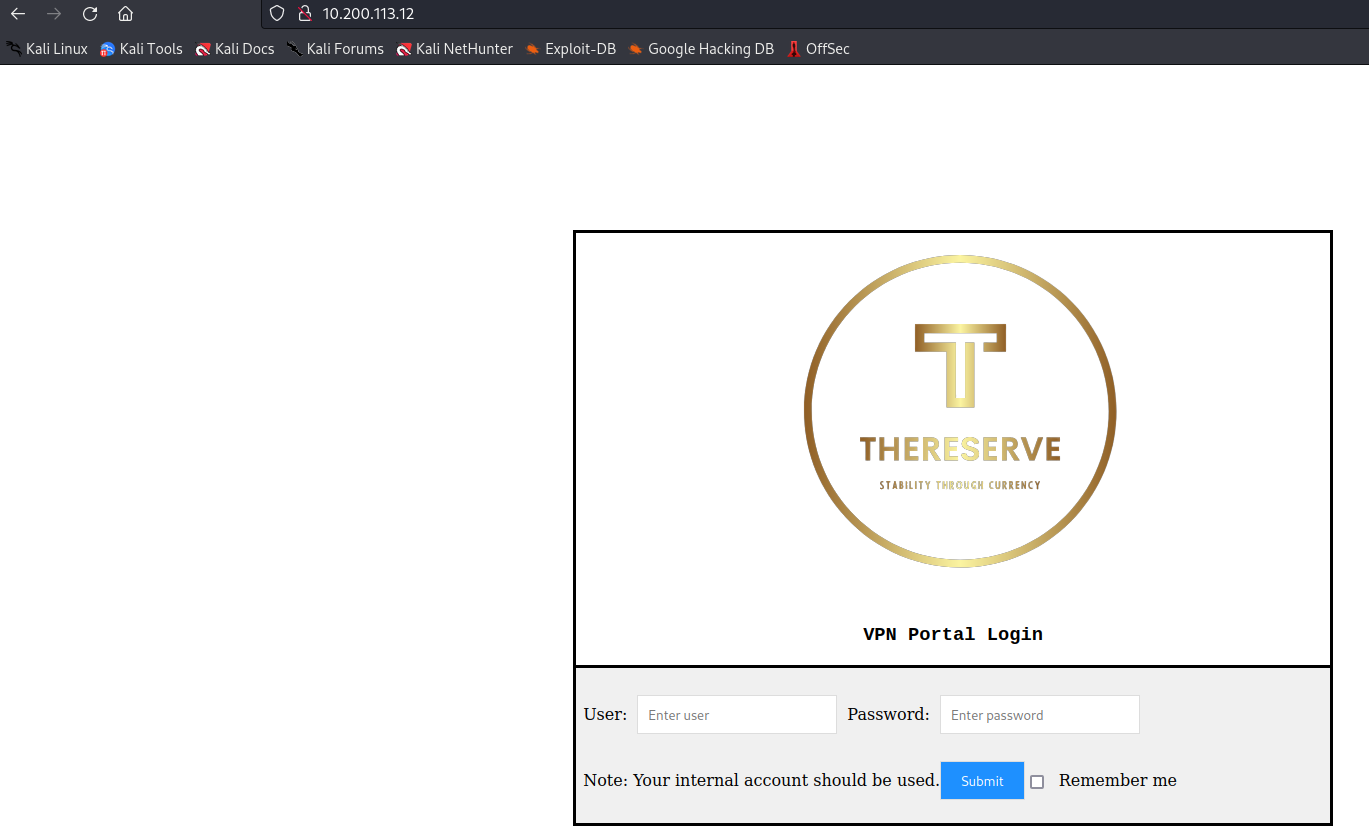 10.200.113.12
Kali Linux Kali Tools Kali Docs Kali Forums Kali NetHunter Exploit-DB Google Hacking DB OffSec
THERESERVE
STABILITY THROUGH CURRENCY
VPN Portal Login
User: Enter user Password: Enter password
Note: Your internal account should be used. Submit Remember me